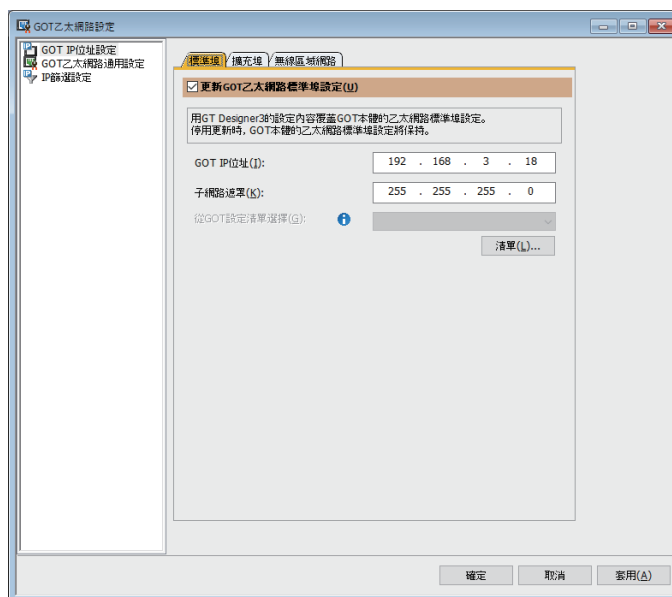 GOT乙太網路設定
GOT IP位址設定
GOT乙太網路通用設定
IP篩選設定
標準埠
擴充埠
無線區域網路
更新GOT乙太網路標準埠設定(U)
用GT Designer3的設定內容覆蓋GOT本體的乙太網路標準埠設定。
停用更新時, GOT本體的乙太網路標準埠設定將保持。
GOT IP位址(I): 192 . 168 . 3 . 18
子網路遮罩(K): 255 . 255 . 255 . 0
從GOT設定清單選擇(G):
清單(L)...
確定 取消 套用(A)